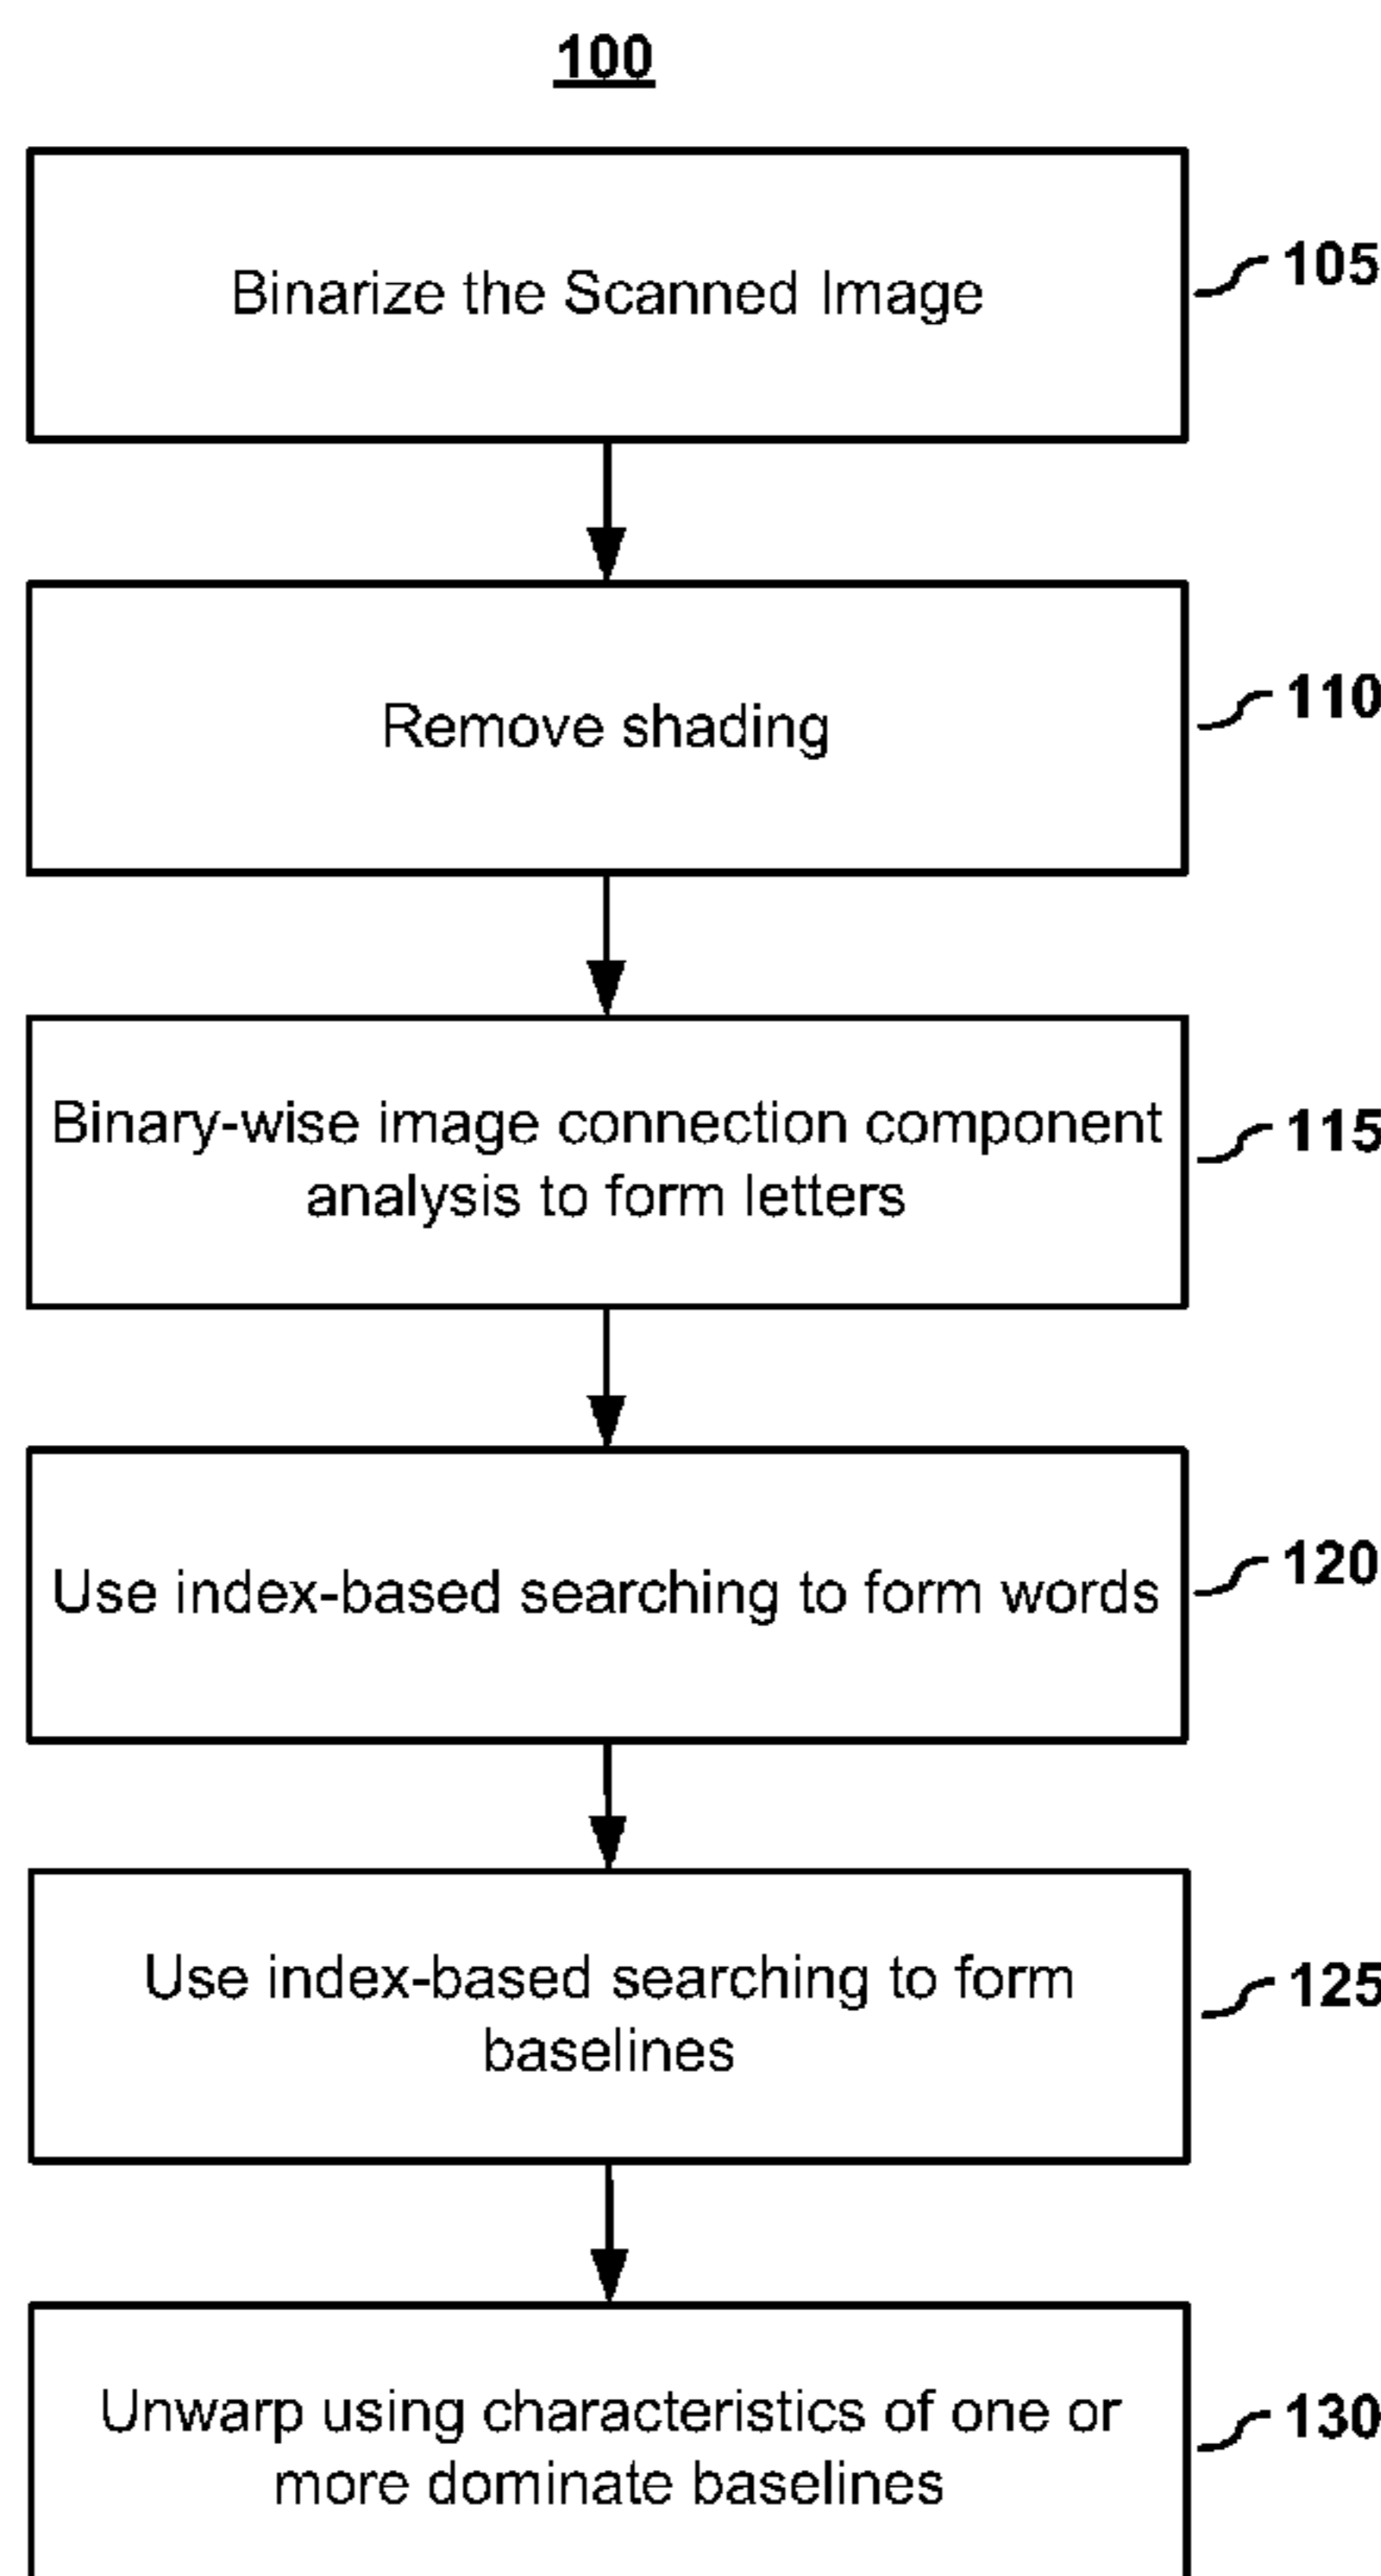 100
Binarize the Scanned Image
105
Remove shading
110
Binary-wise image connection component
analysis to form letters
115
Use index-based searching to form words
120
Use index-based searching to form
baselines
125
Unwarp using characteristics of one or
more dominate baselines
130